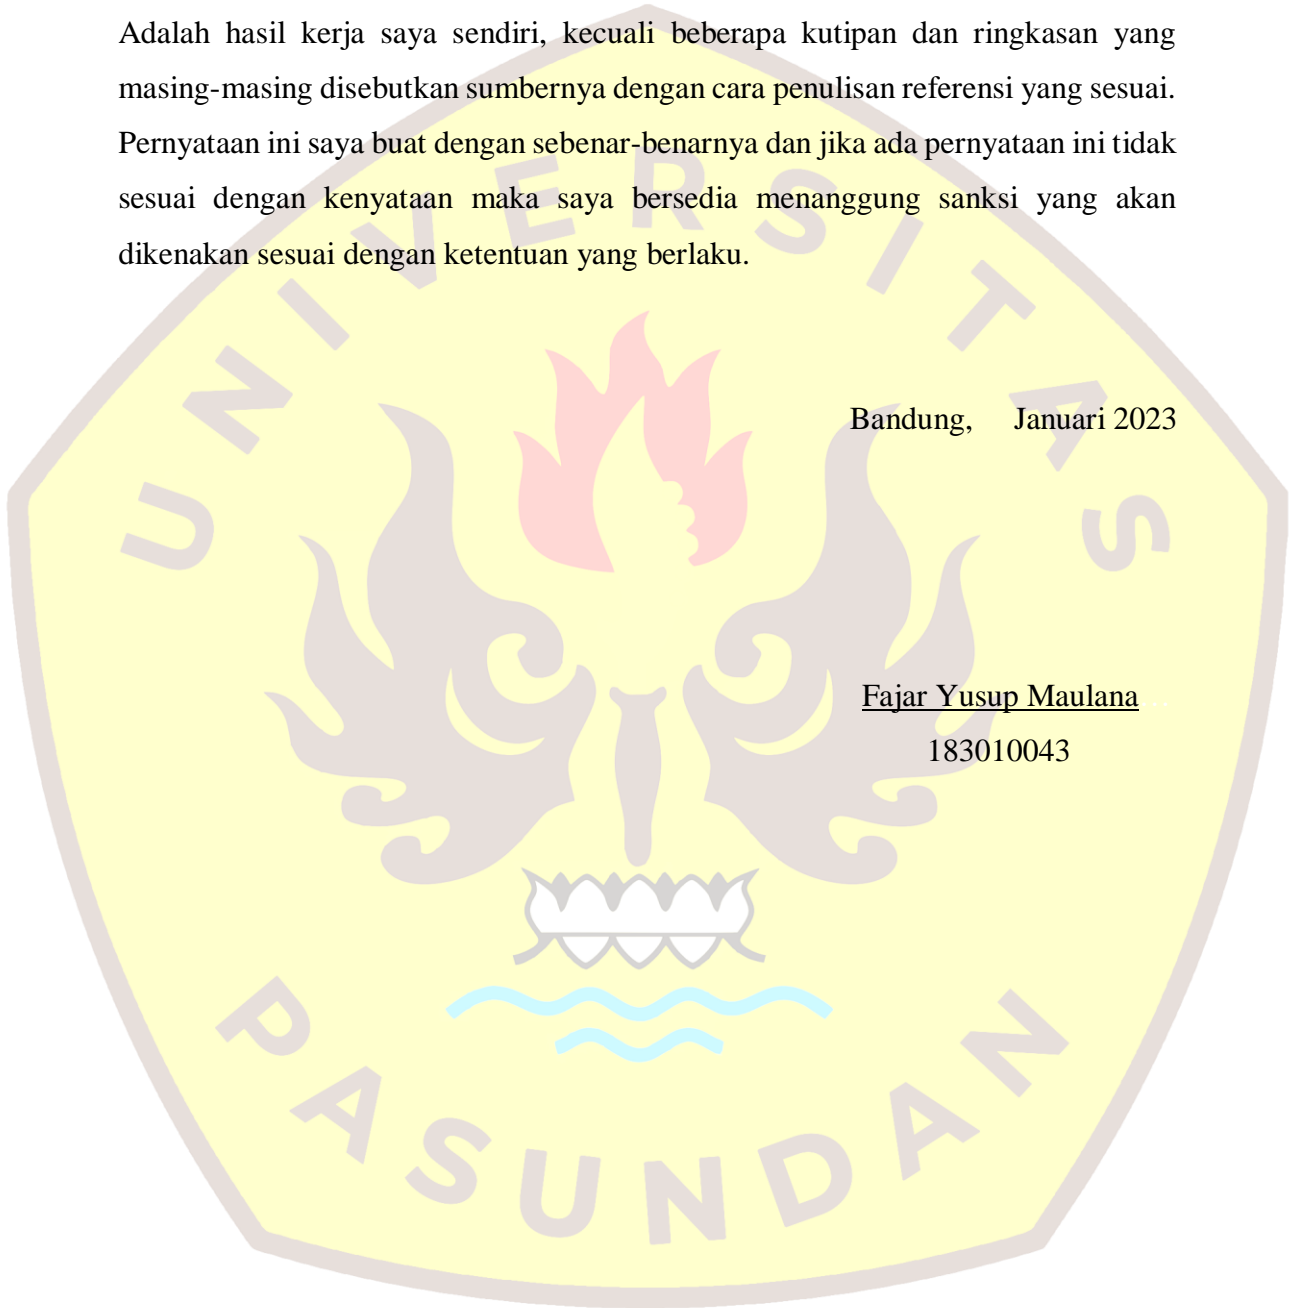 Adalah hasil kerja saya sendiri, kecuali beberapa kutipan dan ringkasan yang
masing-masing disebutkan sumbernya dengan cara penulisan referensi yang sesuai.
Pernyataan ini saya buat dengan sebenar-benarnya dan jika ada pernyataan ini tidak
sesuai dengan kenyataan maka saya bersedia menanggung sanksi yang akan
dikenakan sesuai dengan ketentuan yang berlaku.
Bandung, Januari 2023
Fajar Yusup Maulana
183010043
UNIVERSITAS
PASUNDAN